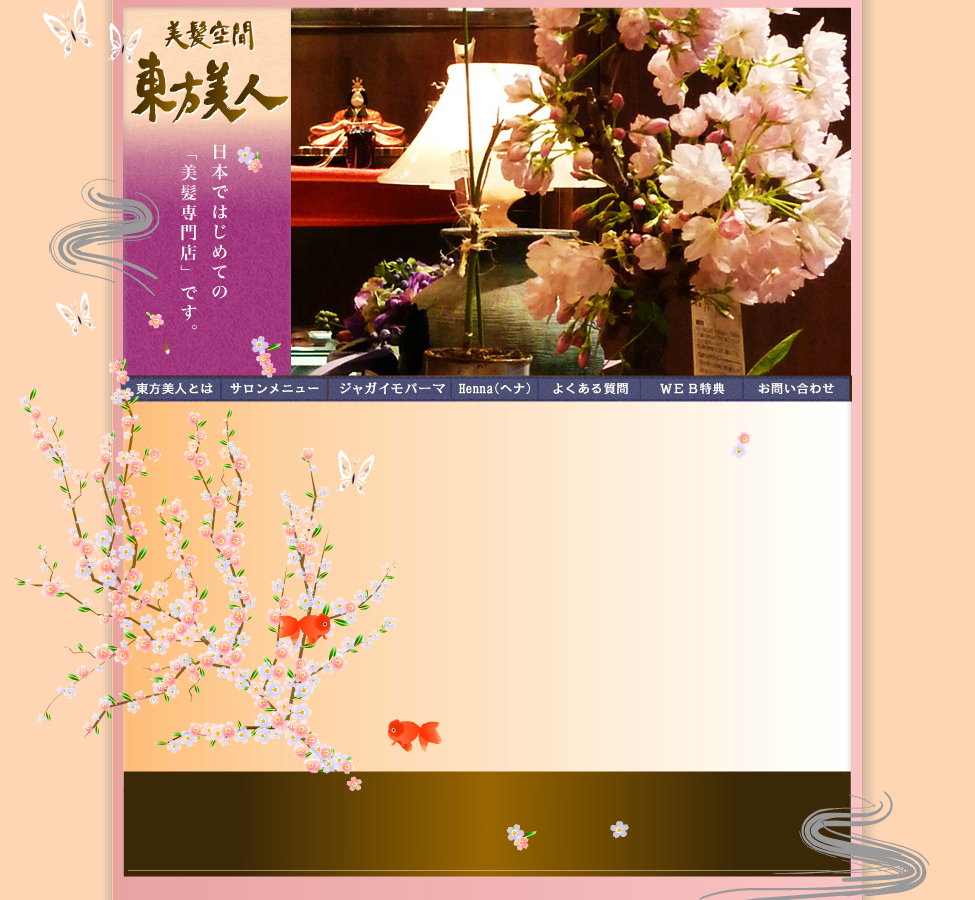 美髪空間
東方美人
日本ではじめての
「美髪専門店」です。
東方美人とは
サロンメニュー
ジャガイモパーマ
Henna(ヘナ)
よくある質問
ＷＥＢ特典
お問い合わせ